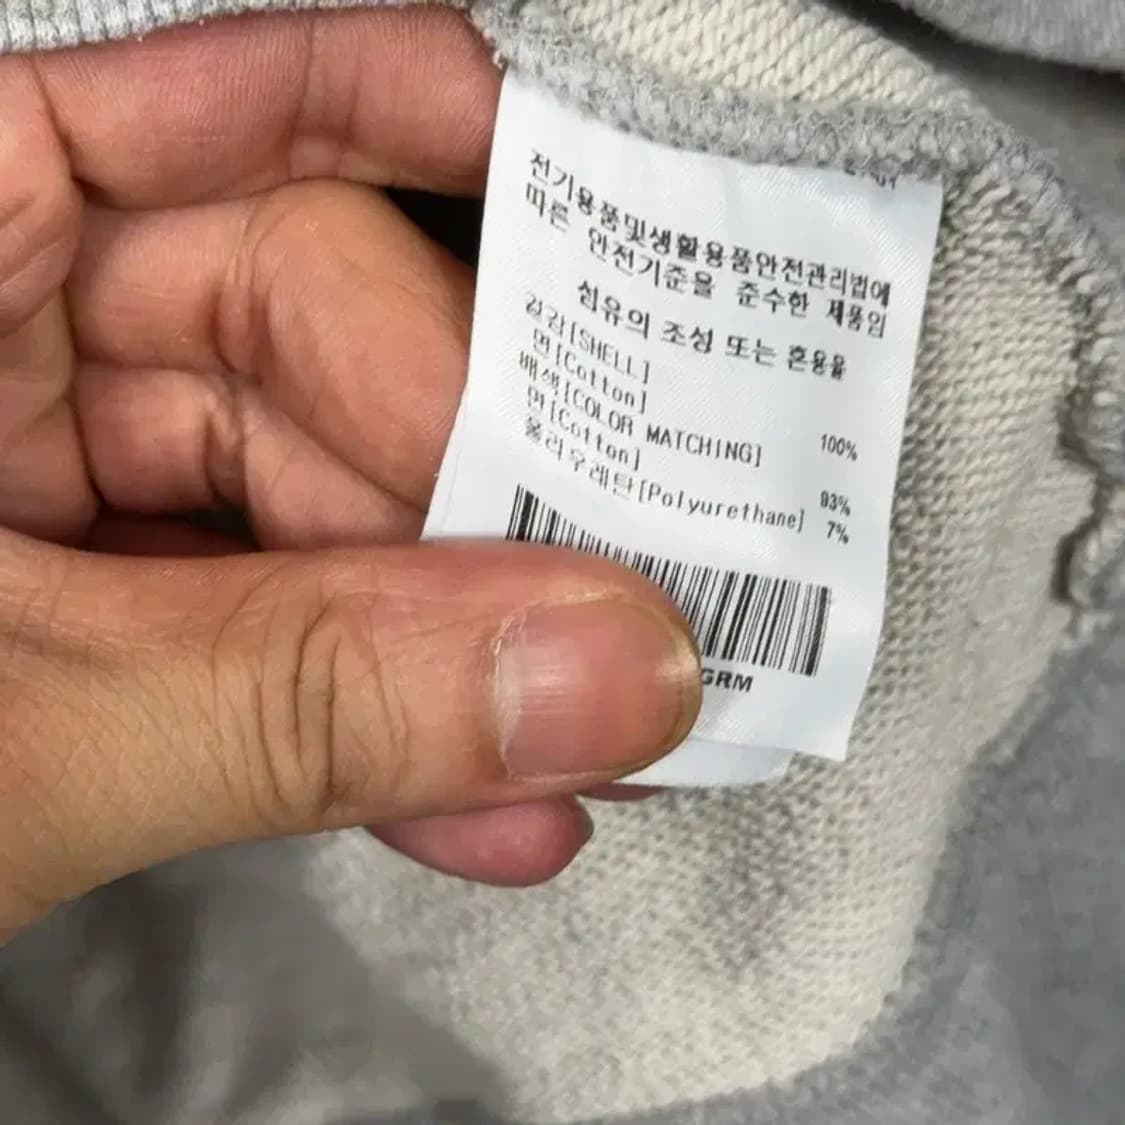 전기용품및생활용품안전관리법에
따른 안전기준을 준수한 제품임
섬유의 조성 또는 혼용율
겉감[SHELL]
면[Cotton] 100%
배색[COLOR MATCHING]
면[Cotton] 93%
폴리우레탄[Polyurethane] 7%
GRM